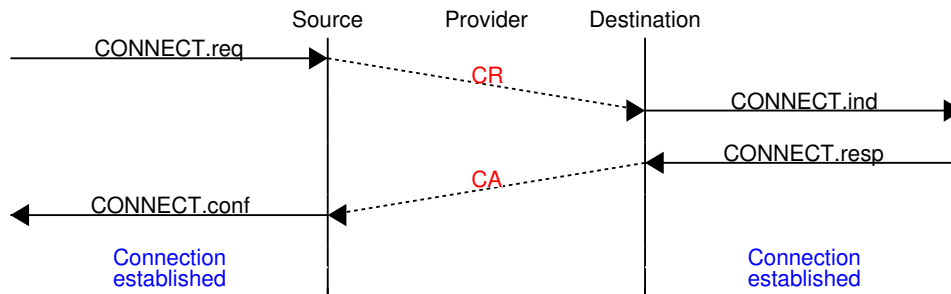 Source Provider Destination
CONNECT.req
CR
CONNECT.ind
CONNECT.resp
CA
CONNECT.conf
Connection
established
Connection
established